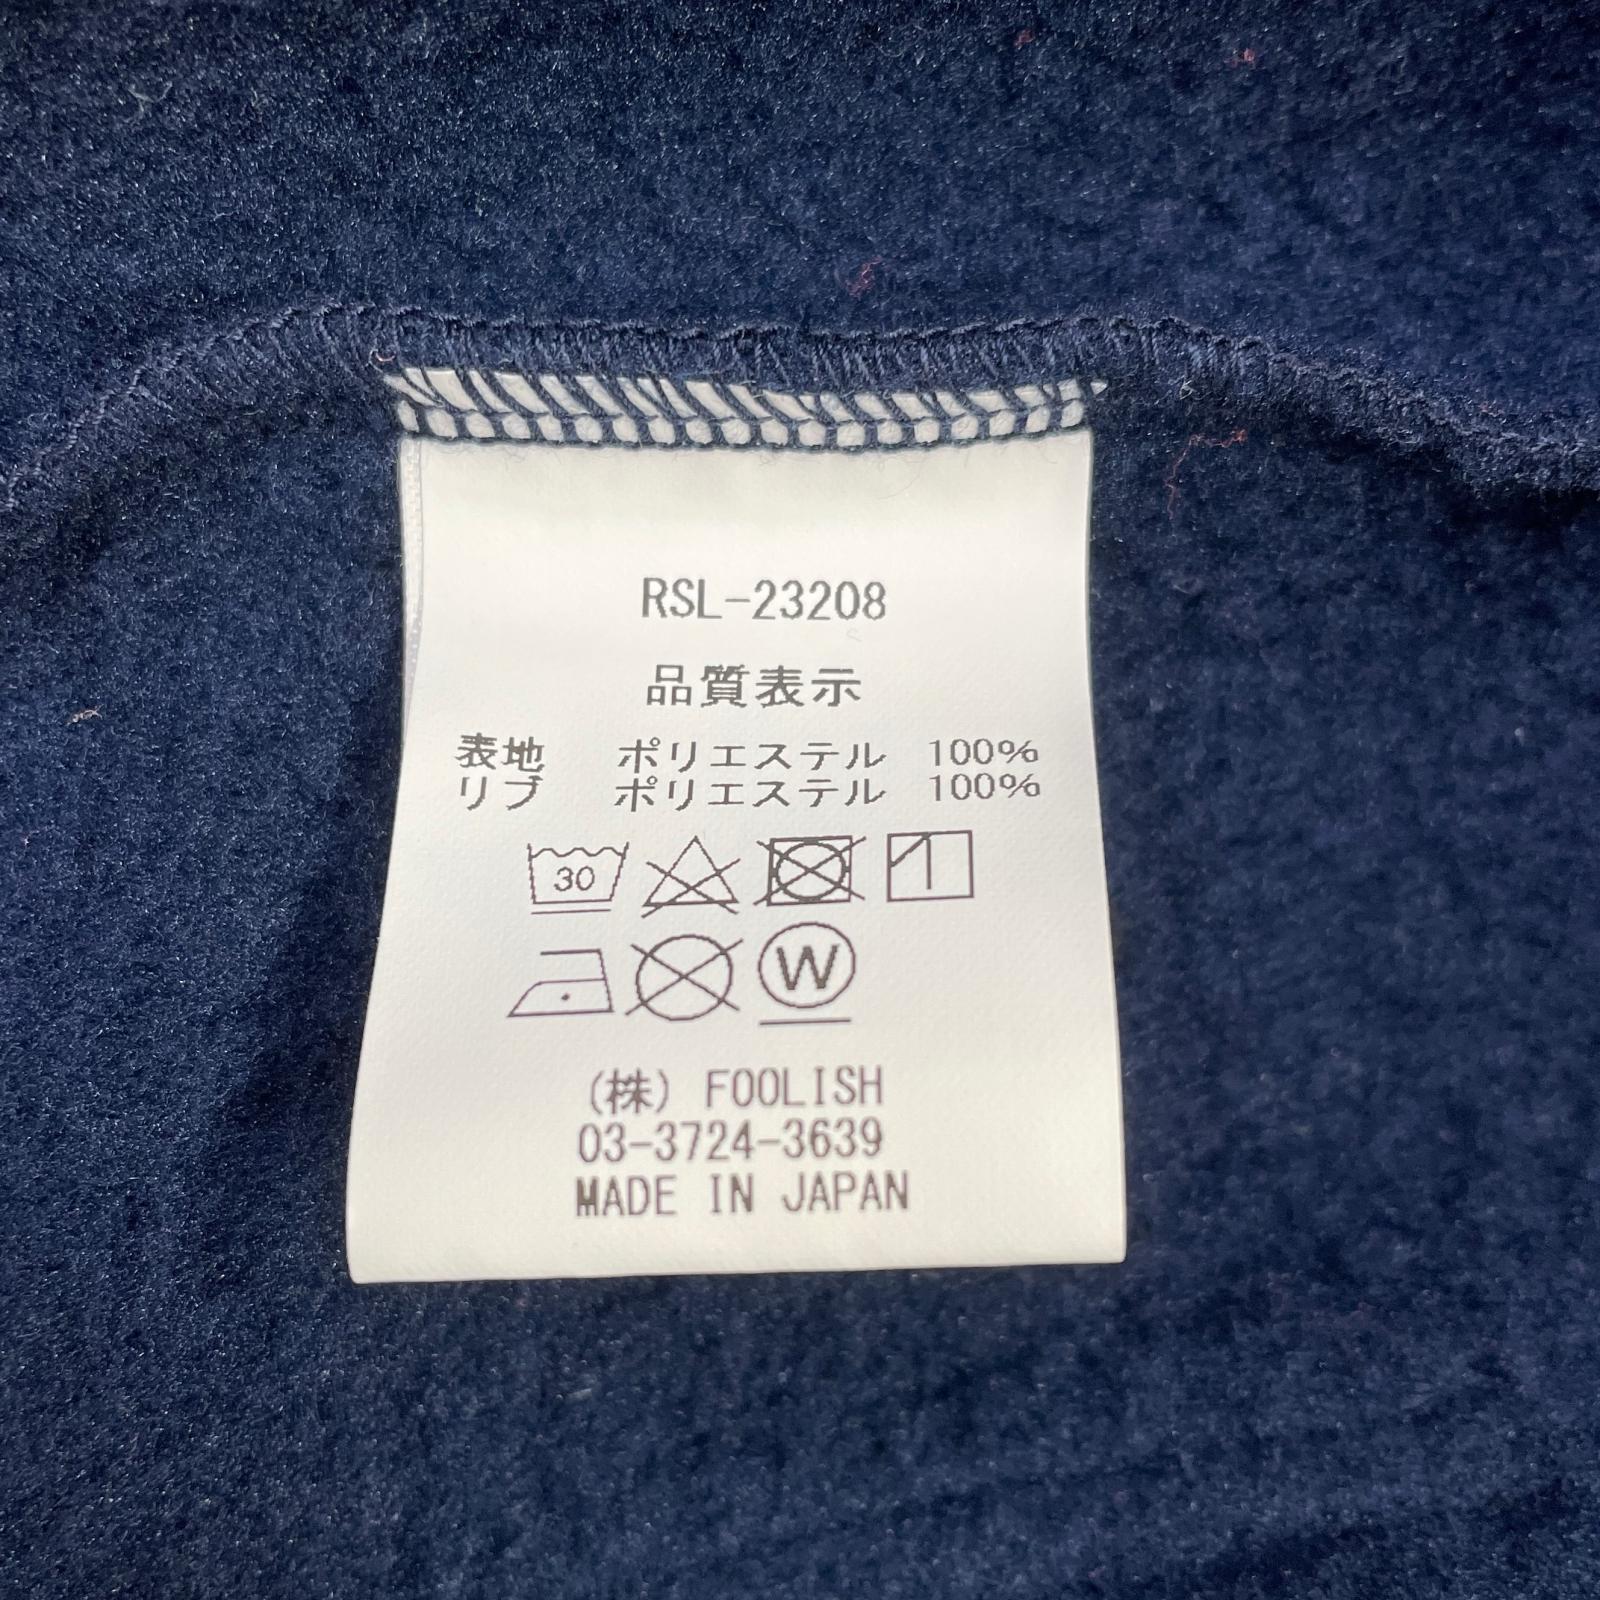 RSL-23208
品質表示
表地 ポリエステル 100%
リブ ポリエステル 100%
30
W
(株) FOOLISH
03-3724-3639
MADE IN JAPAN